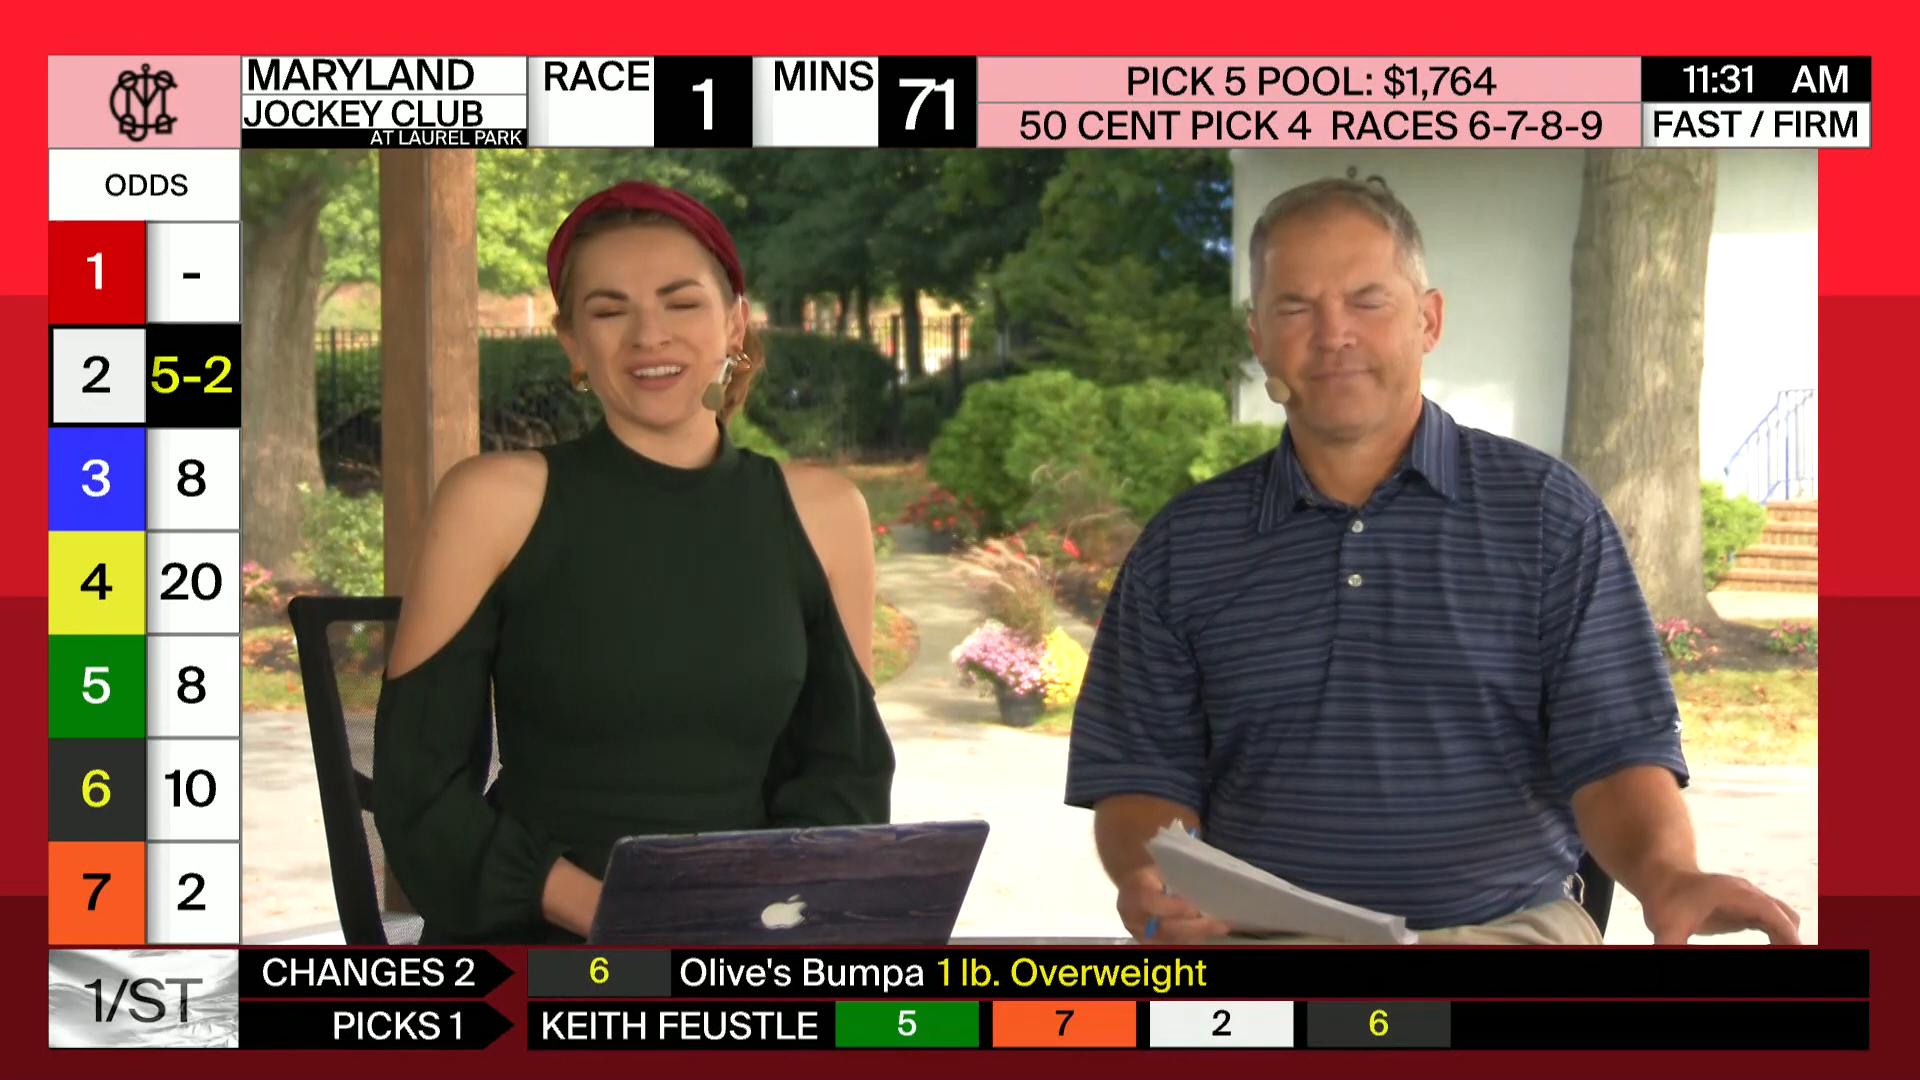 MARYLAND
JOCKEY CLUB
AT LAUREL PARK
RACE 1
MINS 71
PICK 5 POOL: $1,764
50 CENT PICK 4 RACES 6-7-8-9
11:31 AM
FAST / FIRM
ODDS
1 -
2 5-2
3 8
4 20
5 8
6 10
7 2
1/ST
CHANGES 2 6 Olive's Bumpa 1 lb. Overweight
PICKS 1 KEITH FEUSTLE 5 7 2 6